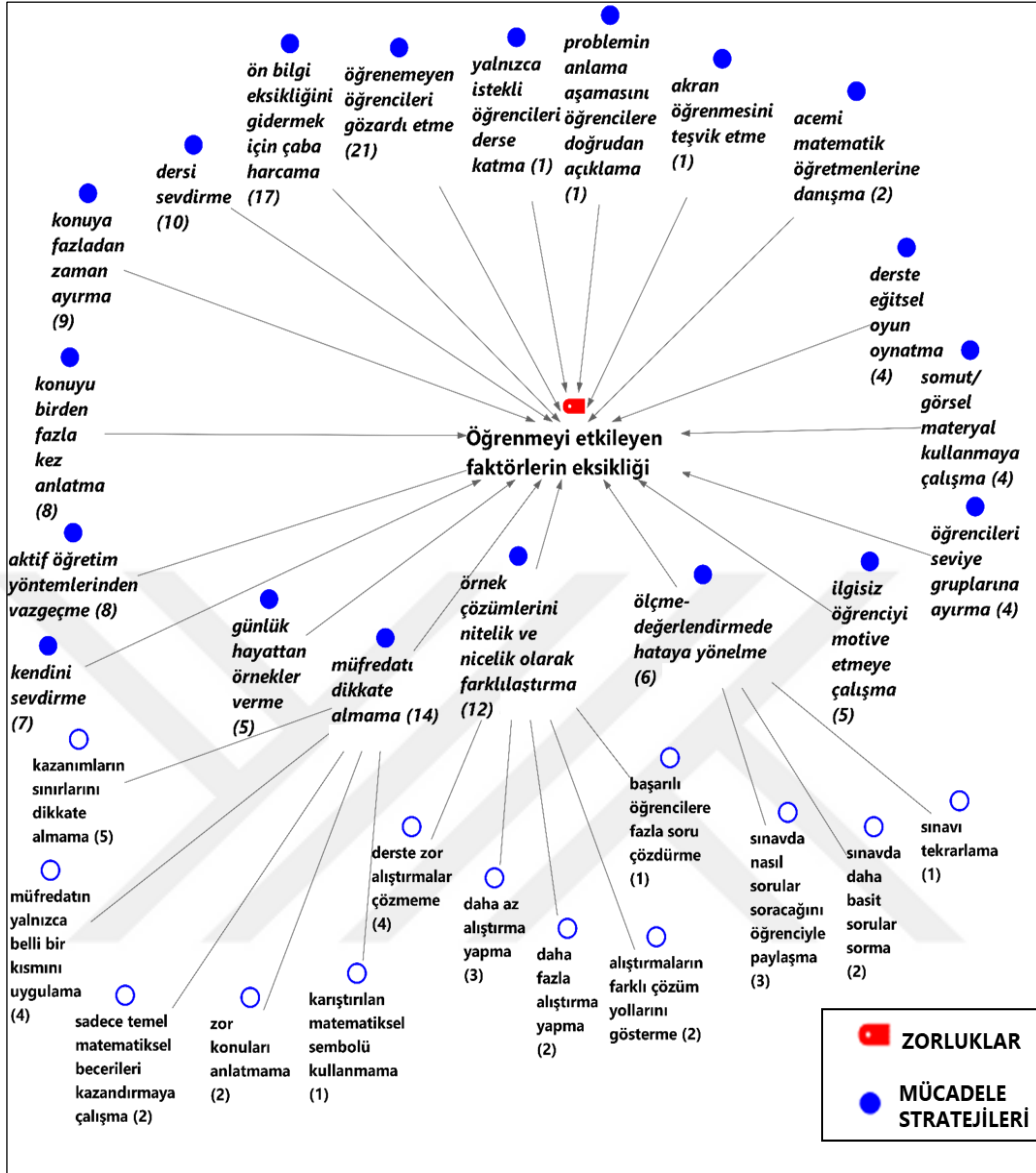 ön bilgi
eksikliğini
gidermek
için çaba
harcama
(17)
öğrenemeyen
öğrencileri
gözardı etme
(21)
yalnızca
istekli
öğrencileri
derse
katma (1)
problemin
anlama
aşamasını
öğrencilere
doğrudan
açıklama
(1)
akran
öğrenmesini
teşvik etme
(1)
acemi
matematik
öğretmenlerine
danışma (2)
dersi
sevdirme
(10)
konuya
fazladan
zaman
ayırma
(9)
derste
eğitsel
oyun
oynatma
(4)
somut/
görsel
materyal
kullanmaya
çalışma (4)
konuyu
birden
fazla
kez
anlatma
(8)
Öğrenmeyi etkileyen
faktörlerin eksikliği
öğrencileri
seviye
gruplarına
ayırma (4)
aktif öğretim
yöntemlerinden
vazgeçme (8)
kendini
sevdirme
(7)
günlük
hayattan
örnekler
verme
(5)
müfredatı
dikkate
almama (14)
örnek
çözümlerini
nitelik ve
nicelik olarak
farklılaştırma
(12)
ölçme-
değerlendirmede
hataya yönelme
(6)
ilgisiz
öğrenciyi
motive
etmeye
çalışma
(5)
kazanımların
sınırlarını
dikkate
almama (5)
müfredatın
yalnızca
belli bir
kısmını
uygulama
(4)
sadece temel
matematiksel
becerileri
kazandırmaya
çalışma (2)
zor
konuları
anlatmama
(2)
karıştırılan
matematiksel
sembolü
kullanmama
(1)
derste zor
alıştırmalar
çözmeme
(4)
daha az
alıştırma
yapma
(3)
daha
fazla
alıştırma
yapma
(2)
alıştırmaların
farklı çözüm
yollarını
gösterme (2)
başarılı
öğrencilere
fazla soru
çözdürme
(1)
sınavda
nasıl
sorular
soracağını
öğrenciyle
paylaşma
(3)
sınavda
daha
basit
sorular
sorma
(2)
sınavı
tekrarlama
(1)
ZORLUKLAR
MÜCADELE
STRATEJİLERİ